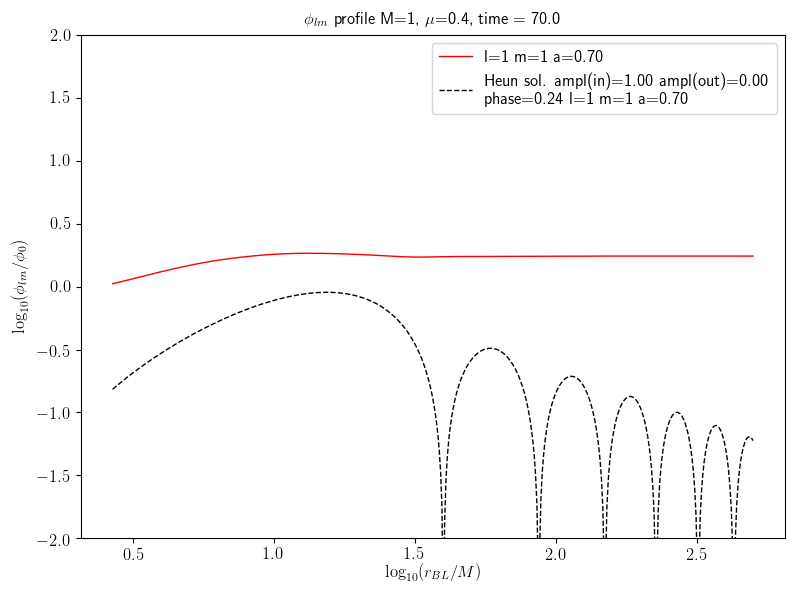 ϕ_lm profile M=1, μ=0.4, time = 70.0
l=1 m=1 a=0.70
Heun sol. ampl(in)=1.00 ampl(out)=0.00
phase=0.24 l=1 m=1 a=0.70
2.0
1.5
1.0
0.5
0.0
−0.5
−1.0
−1.5
−2.0
log₁₀(ϕ_lm/ϕ₀)
0.5
1.0
1.5
2.0
2.5
log₁₀(r_BL/M)